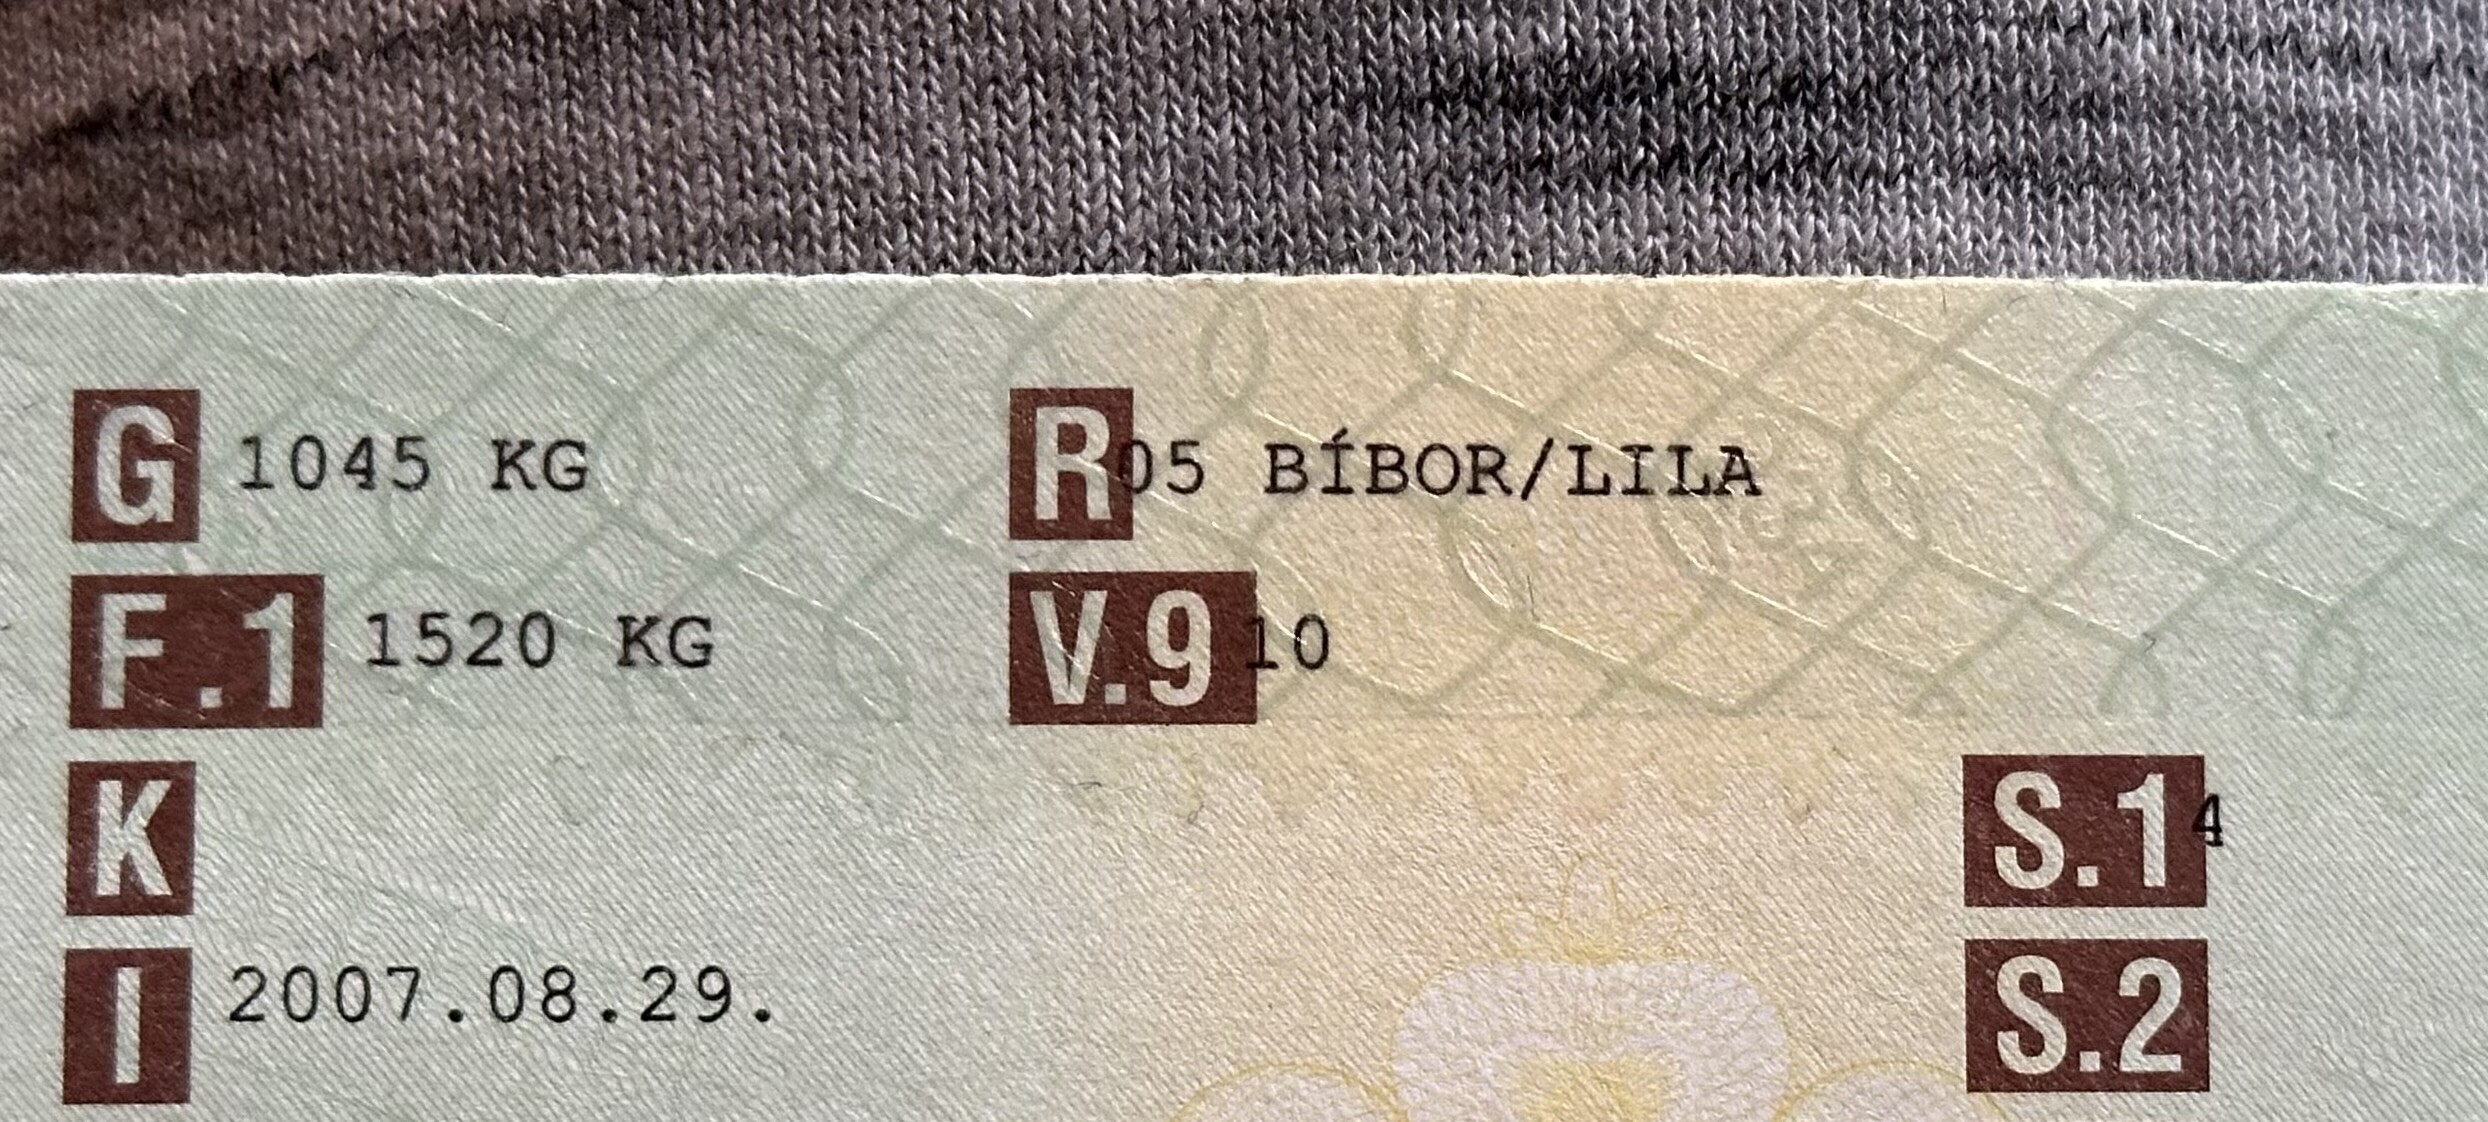 G 1045 KG R 05 BÍBOR/LILA
F.1 1520 KG V.9 10
K S.1 4
I 2007.08.29. S.2